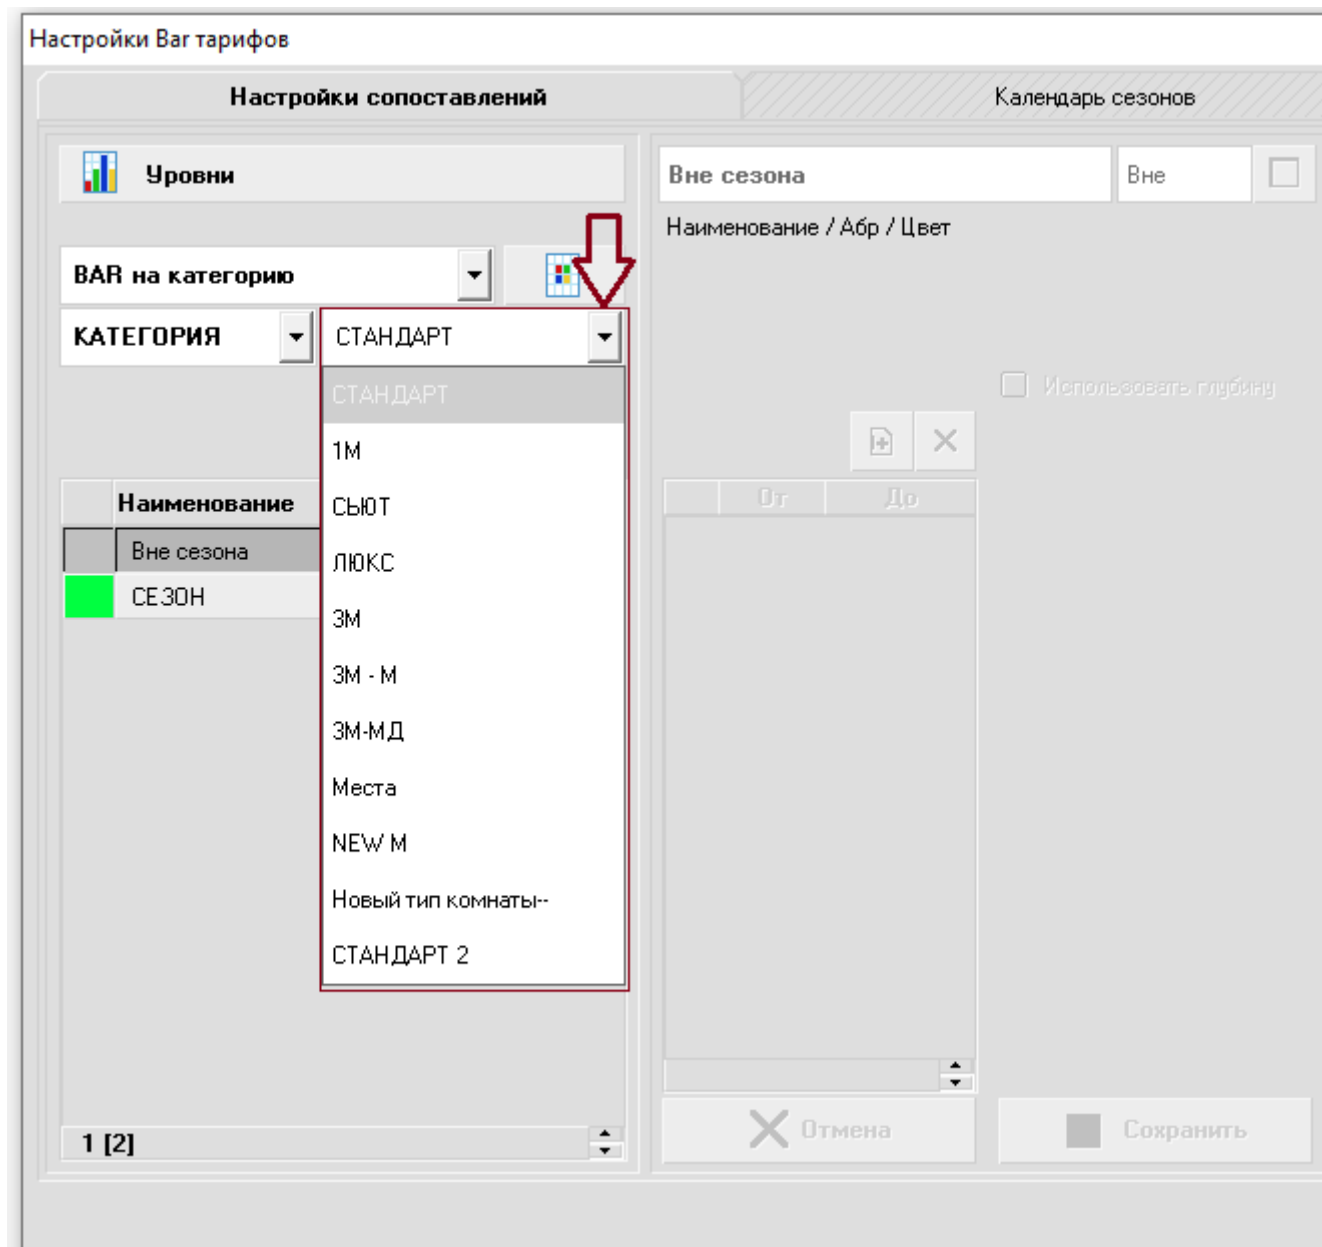 Настройки Bar тарифов
Настройки сопоставлений
Календарь сезонов
Уровни
Вне сезона
Вне
Наименование / Абр / Цвет
BAR на категорию
КАТЕГОРИЯ
СТАНДАРТ
СТАНДАРТ
1М
СЬЮТ
ЛЮКС
3М
3М - М
3М-МД
Места
NEW М
Новый тип комнаты--
СТАНДАРТ 2
Использовать глубину
Наименование
Вне сезона
СЕЗОН
От
До
1 [2]
Отмена
Сохранить